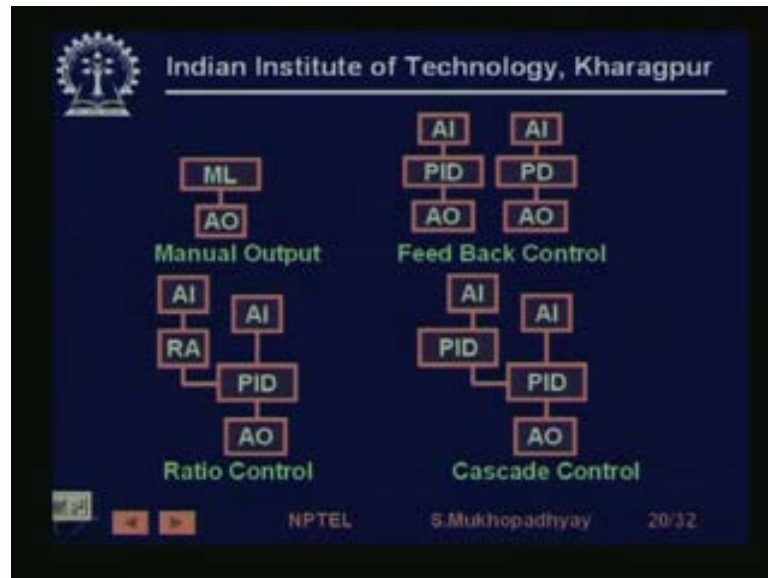 Indian Institute of Technology, Kharagpur
ML
AO
Manual Output
AI AI
PID PD
AO AO
Feed Back Control
AI
AI
RA
PID
AO
Ratio Control
AI
AI
PID
PID
AO
Cascade Control
NPTEL S.Mukhopadhyay 20/32